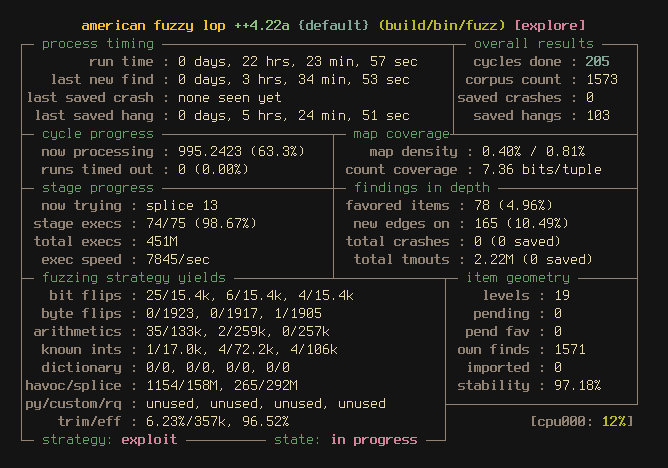 american fuzzy lop ++4.22a {default} (build/bin/fuzz) [explore]
process timing overall results
run time : 0 days, 22 hrs, 23 min, 57 sec cycles done : 205
last new find : 0 days, 3 hrs, 34 min, 53 sec corpus count : 1573
last saved crash : none seen yet saved crashes : 0
last saved hang : 0 days, 5 hrs, 24 min, 51 sec saved hangs : 103
cycle progress map coverage
now processing : 995.2423 (63.3%) map density : 0.40% / 0.81%
runs timed out : 0 (0.00%) count coverage : 7.36 bits/tuple
stage progress findings in depth
now trying : splice 13 favored items : 78 (4.96%)
stage execs : 74/75 (98.67%) new edges on : 165 (10.49%)
total execs : 451M total crashes : 0 (0 saved)
exec speed : 7845/sec total tmouts : 2.22M (0 saved)
fuzzing strategy yields item geometry
bit flips : 25/15.4k, 6/15.4k, 4/15.4k levels : 19
byte flips : 0/1923, 0/1917, 1/1905 pending : 0
arithmetics : 35/133k, 2/259k, 0/257k pend fav : 0
known ints : 1/17.0k, 4/72.2k, 4/106k own finds : 1571
dictionary : 0/0, 0/0, 0/0, 0/0 imported : 0
havoc/splice : 1154/158M, 265/292M stability : 97.18%
py/custom/rq : unused, unused, unused, unused
trim/eff : 6.23%/357k, 96.52% [cpu000: 12%]
strategy: exploit state: in progress